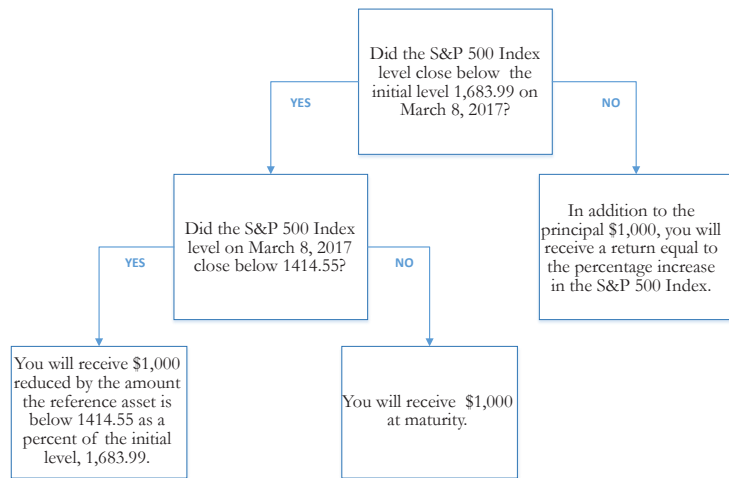 Did the S&P 500 Index
level close below the
initial level 1,683.99 on
March 8, 2017?
YES
NO
Did the S&P 500 Index
level on March 8, 2017
close below 1414.55?
In addition to the
principal $1,000, you will
receive a return equal to
the percentage increase
in the S&P 500 Index.
YES
NO
You will receive $1,000
reduced by the amount
the reference asset is
below 1414.55 as a
percent of the initial
level, 1,683.99.
You will receive $1,000
at maturity.